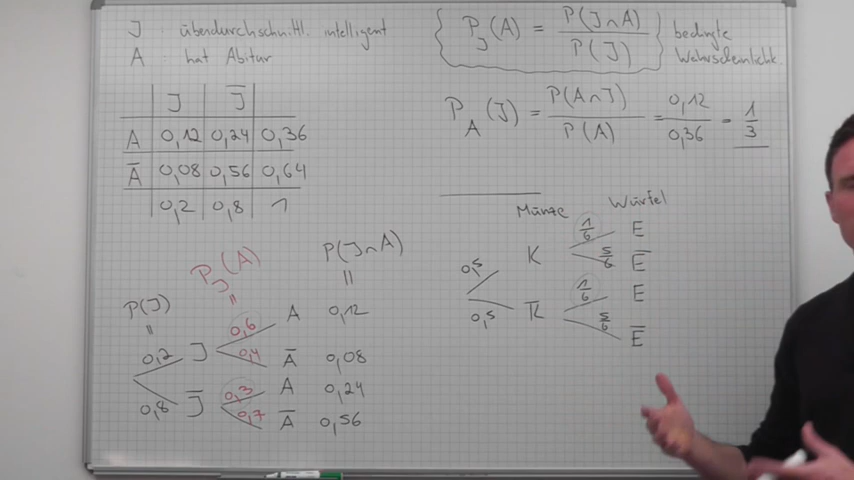 J : überdurchschnittl. intelligent
A : hat Abitur
P_J(A) = P(J∩A) / P(J)
bedingte
Wahrscheinlichk.
J J̅
A 0,12 0,24 0,36
A̅ 0,08 0,56 0,64
0,2 0,8 1
P_A(J) = P(A∩J) / P(A) = 0,12 / 0,36 = 1/3
P(J) = 0,2 J
P_J(A) = 0,6 A
P(J∩A) = 0,12
0,4 A̅ 0,08
0,8 J̅
0,3 A 0,24
0,7 A̅ 0,56
Münze Würfel
0,5 K
1/6 E
5/6 E̅
0,5 K̅
1/6 E
5/6 E̅